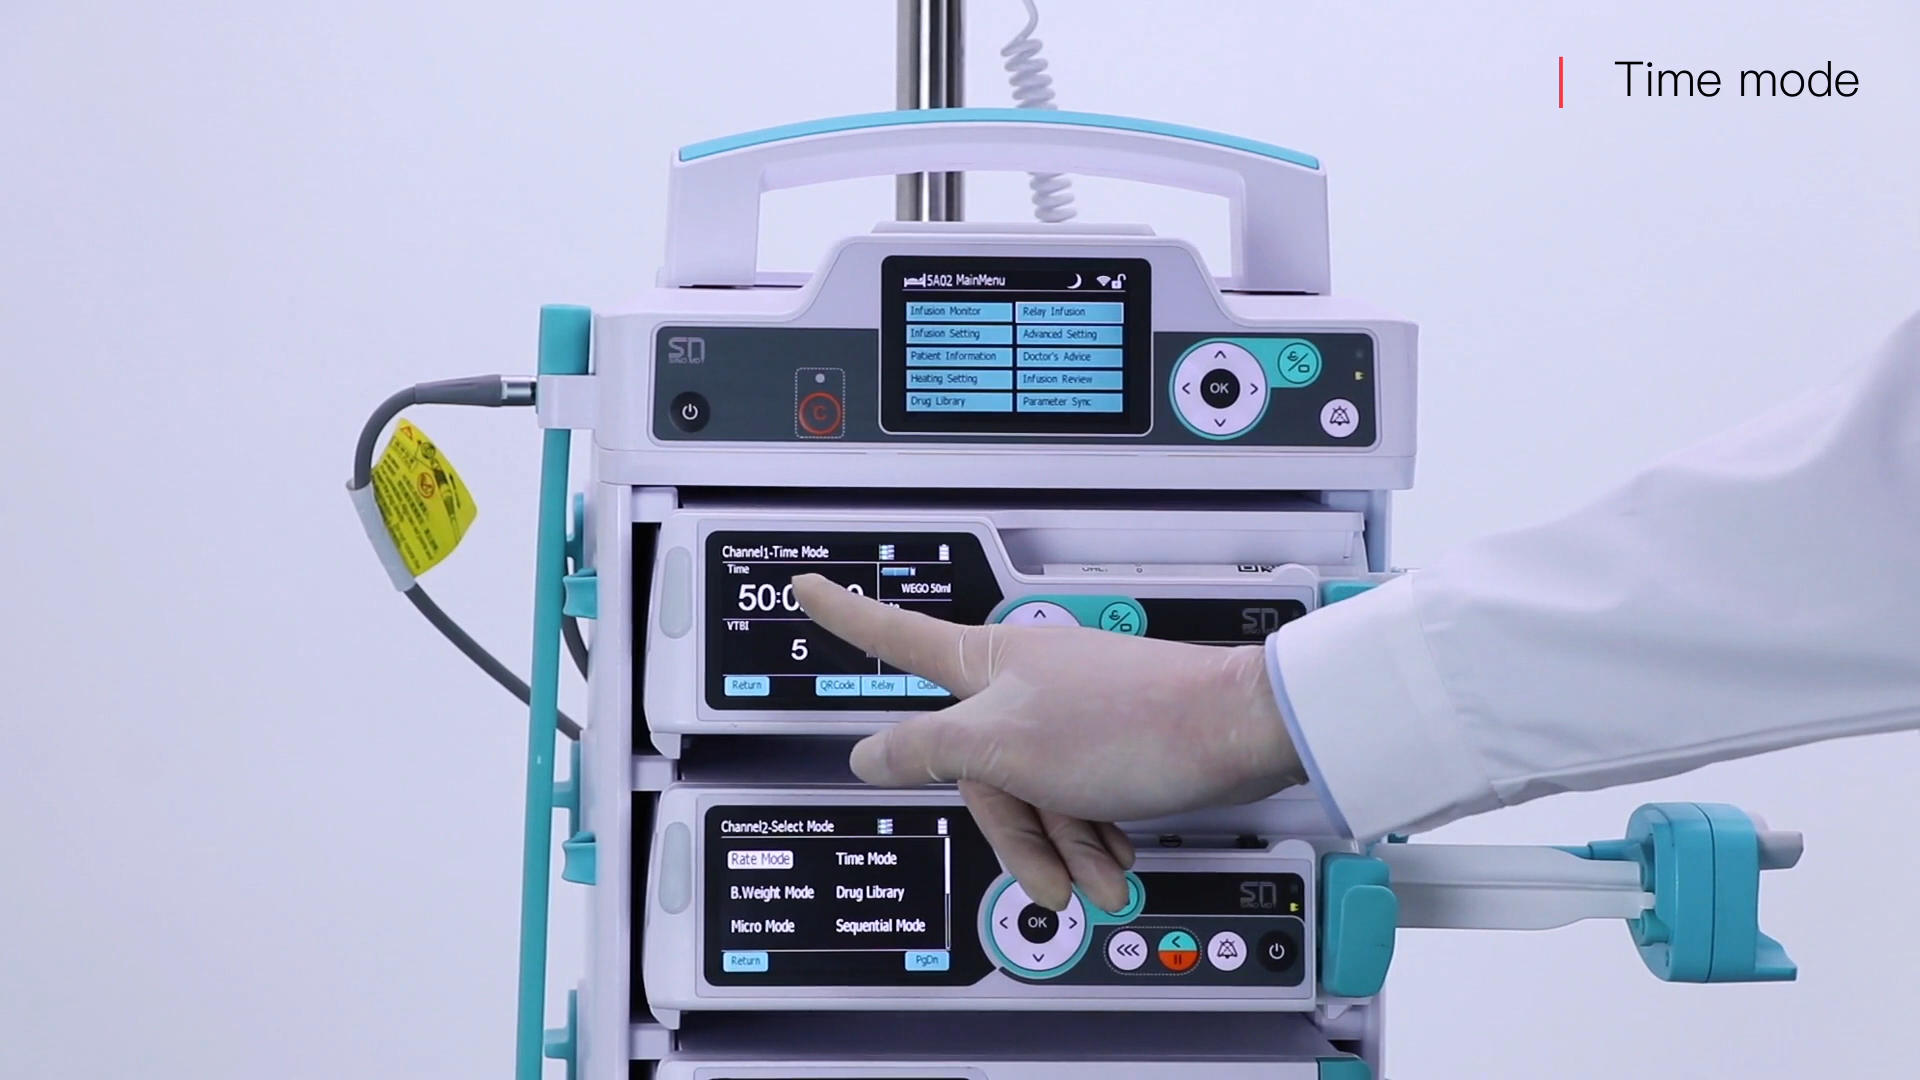 Time mode
5A02 MainMenu
Infusion Monitor
Relay Infusion
Infusion Setting
Advanced Setting
Patient Information
Doctor's Advice
Heating Setting
Infusion Review
Drug Library
Parameter Sync
SINO MDT
C
OK
Channel1-Time Mode
Time
WEGO 50ml
VTBI
5
Return
QRCode
Relay
Channel2-Select Mode
Rate Mode
Time Mode
B.Weight Mode
Drug Library
Micro Mode
Sequential Mode
Return
PgDn
OK